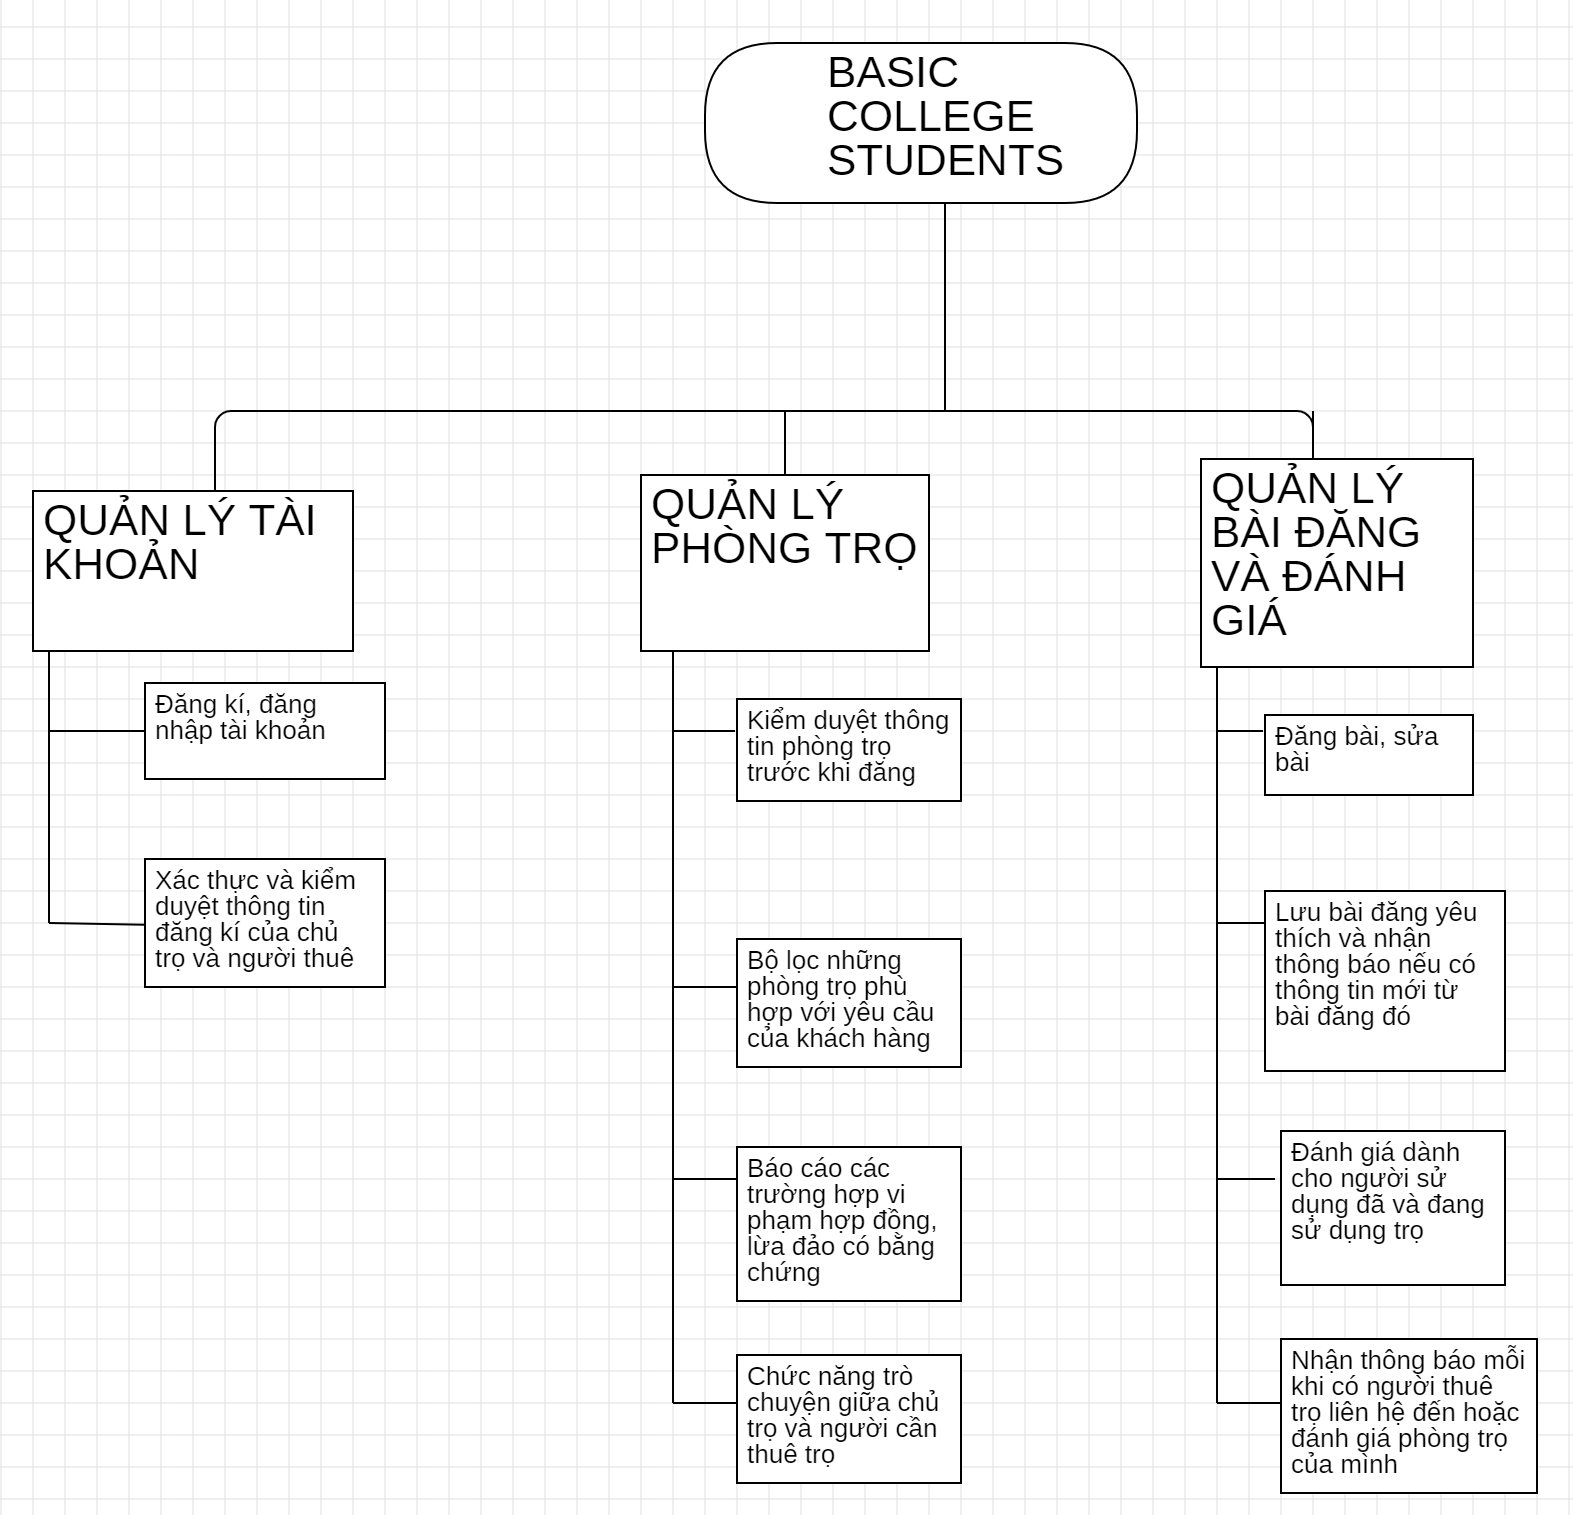 BASIC
COLLEGE
STUDENTS
QUẢN LÝ TÀI
KHOẢN
Đăng kí, đăng
nhập tài khoản
Xác thực và kiểm
duyệt thông tin
đăng kí của chủ
trọ và người thuê
QUẢN LÝ
PHÒNG TRỌ
Kiểm duyệt thông
tin phòng trọ
trước khi đăng
Bộ lọc những
phòng trọ phù
hợp với yêu cầu
của khách hàng
Báo cáo các
trường hợp vi
phạm hợp đồng,
lừa đảo có bằng
chứng
Chức năng trò
chuyện giữa chủ
trọ và người cần
thuê trọ
QUẢN LÝ
BÀI ĐĂNG
VÀ ĐÁNH
GIÁ
Đăng bài, sửa
bài
Lưu bài đăng yêu
thích và nhận
thông báo nếu có
thông tin mới từ
bài đăng đó
Đánh giá dành
cho người sử
dụng đã và đang
sử dụng trọ
Nhận thông báo mỗi
khi có người thuê
trọ liên hệ đến hoặc
đánh giá phòng trọ
của mình